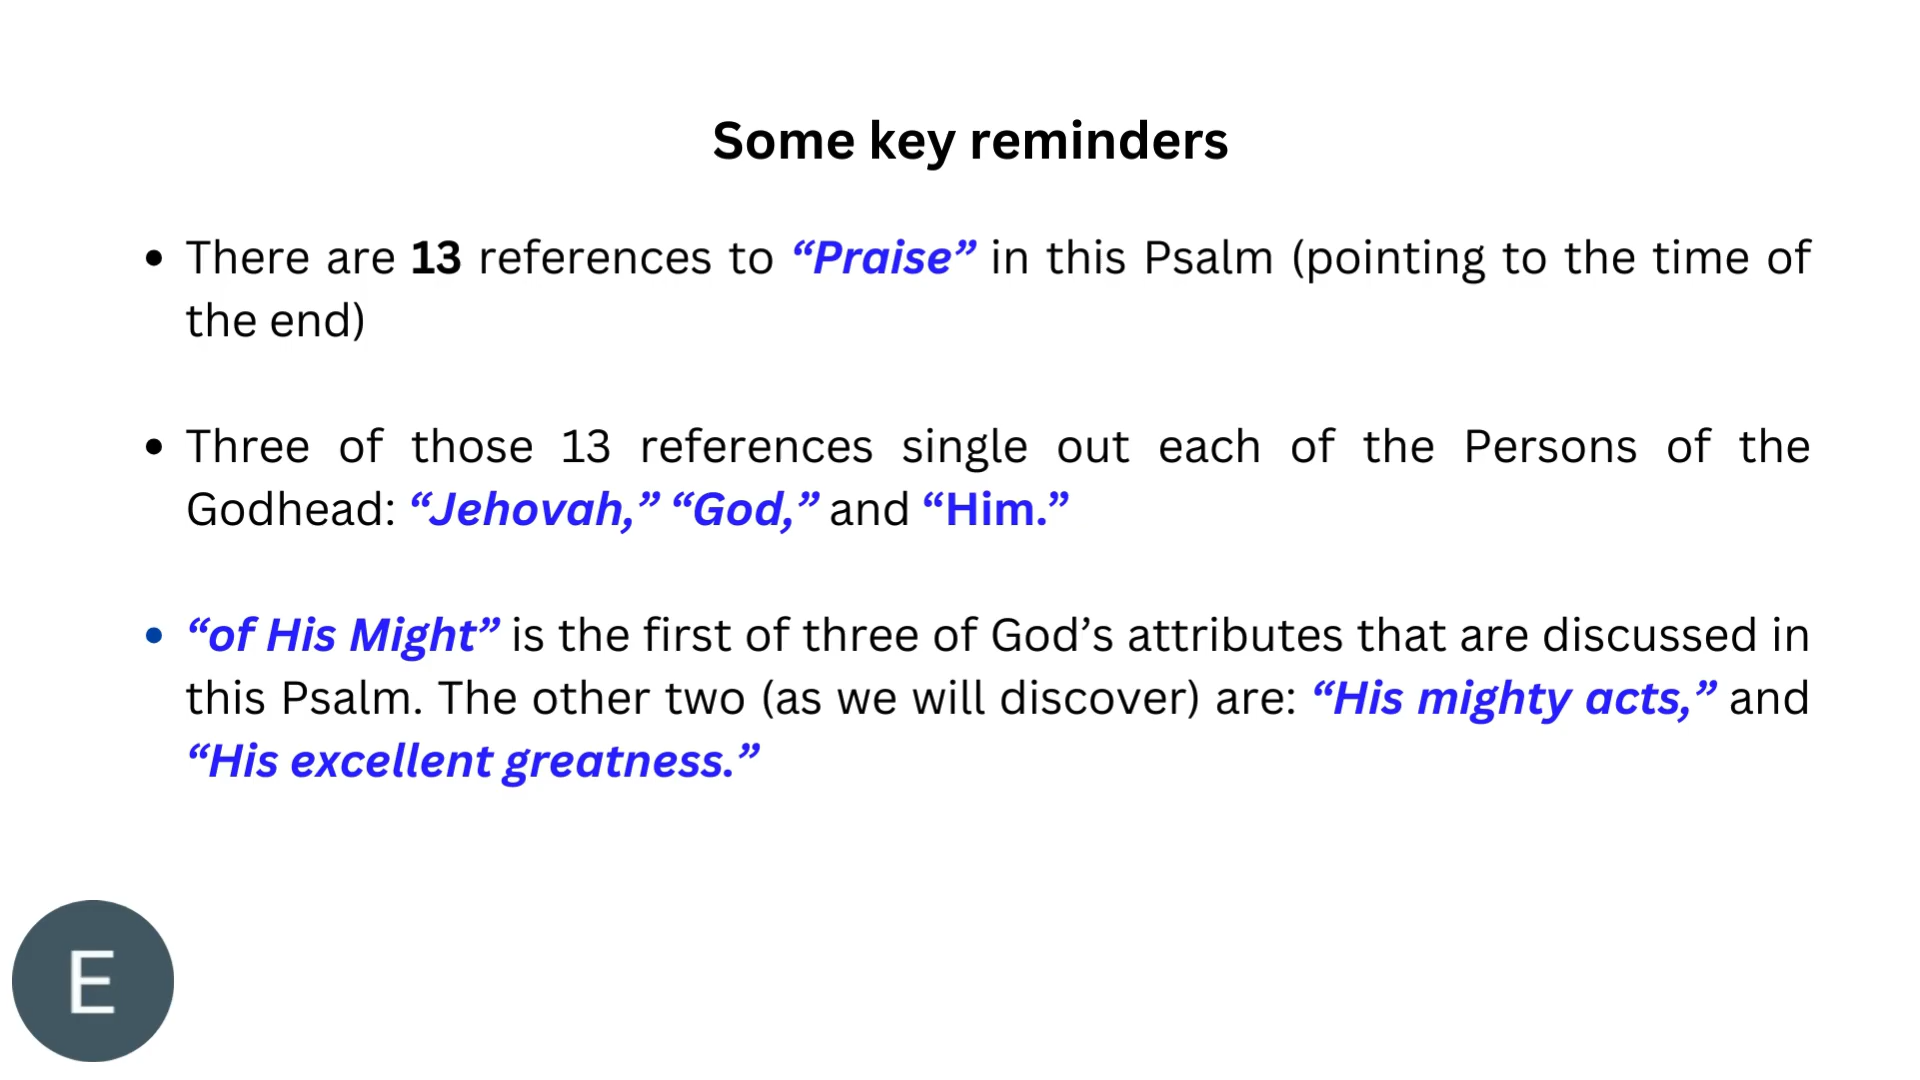 Some key reminders
• There are 13 references to “Praise” in this Psalm (pointing to the time of
the end)
• Three of those 13 references single out each of the Persons of the
Godhead: “Jehovah,” “God,” and “Him.”
• “of His Might” is the first of three of God’s attributes that are discussed in
this Psalm. The other two (as we will discover) are: “His mighty acts,” and
“His excellent greatness.”
E